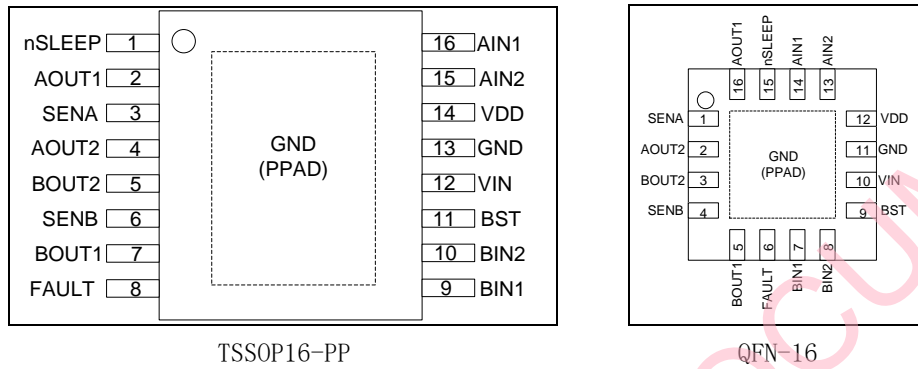 nSLEEP 1
AOUT1 2
SENA 3
AOUT2 4
BOUT2 5
SENB 6
BOUT1 7
FAULT 8
GND
(PPAD)
16 AIN1
15 AIN2
14 VDD
13 GND
12 VIN
11 BST
10 BIN2
9 BIN1
TSSOP16-PP
AOUT1 nSLEEP AIN1 AIN2
16 15 14 13
SENA 1
AOUT2 2
BOUT2 3
SENB 4
GND
(PPAD)
12 VDD
11 GND
10 VIN
9 BST
5 6 7 8
BOUT1 FAULT BIN1 BIN2
QFN-16